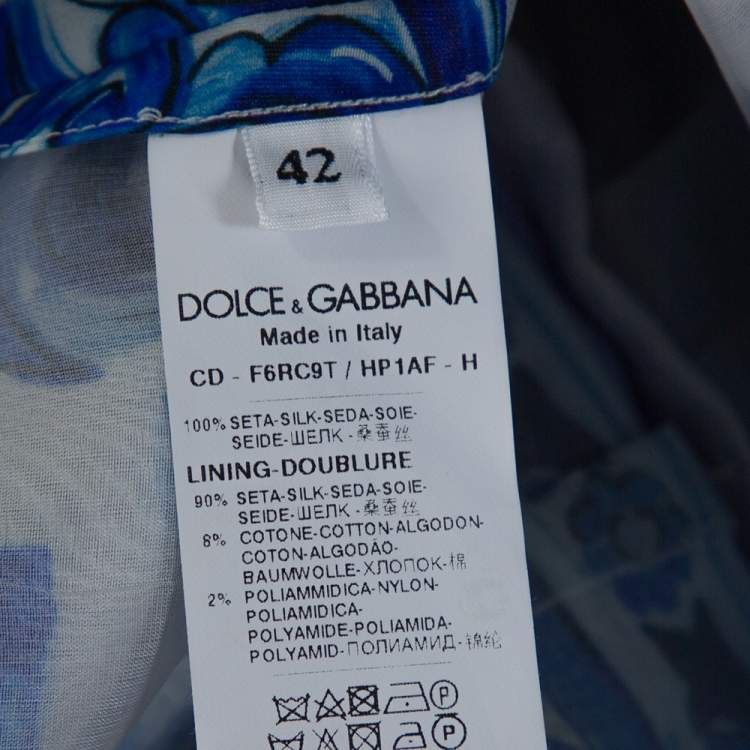 42
DOLCE & GABBANA
Made in Italy
CD - F6RC9T / HP1AF - H
100% SETA-SILK-SEDA-SOIE-
SEIDE-ШЕЛК-桑蚕丝
LINING-DOUBLURE
90% SETA-SILK-SEDA-SOIE-
SEIDE-ШЕЛК-桑蚕丝
8% COTONE-COTTON-ALGODON-
COTON-ALGODÃO-
BAUMWOLLE-ХЛОПОК-棉
2% POLIAMMIDICA-NYLON-
POLIAMIDICA-
POLYAMIDE-POLIAMIDA-
POLYAMID-ПОЛИАМИД-锦纶
P
P